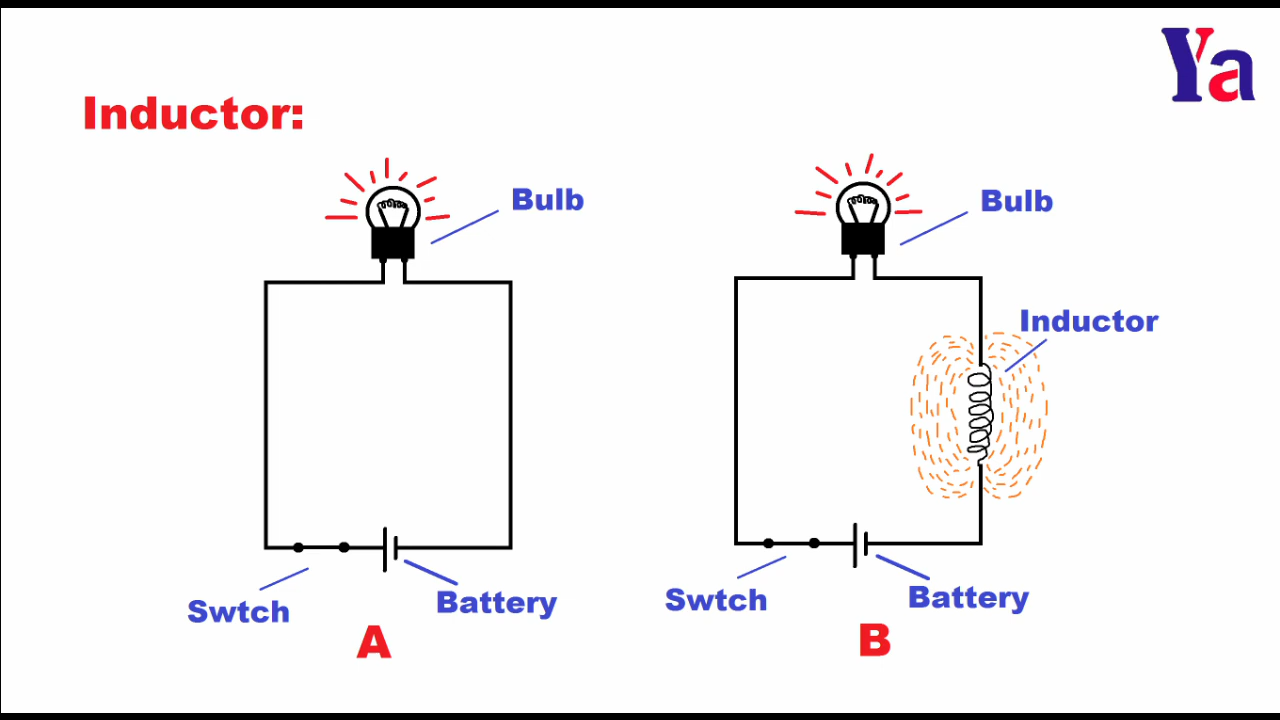 Ya
Inductor:
Bulb
Bulb
Inductor
Swtch
Battery
Swtch
Battery
A
B